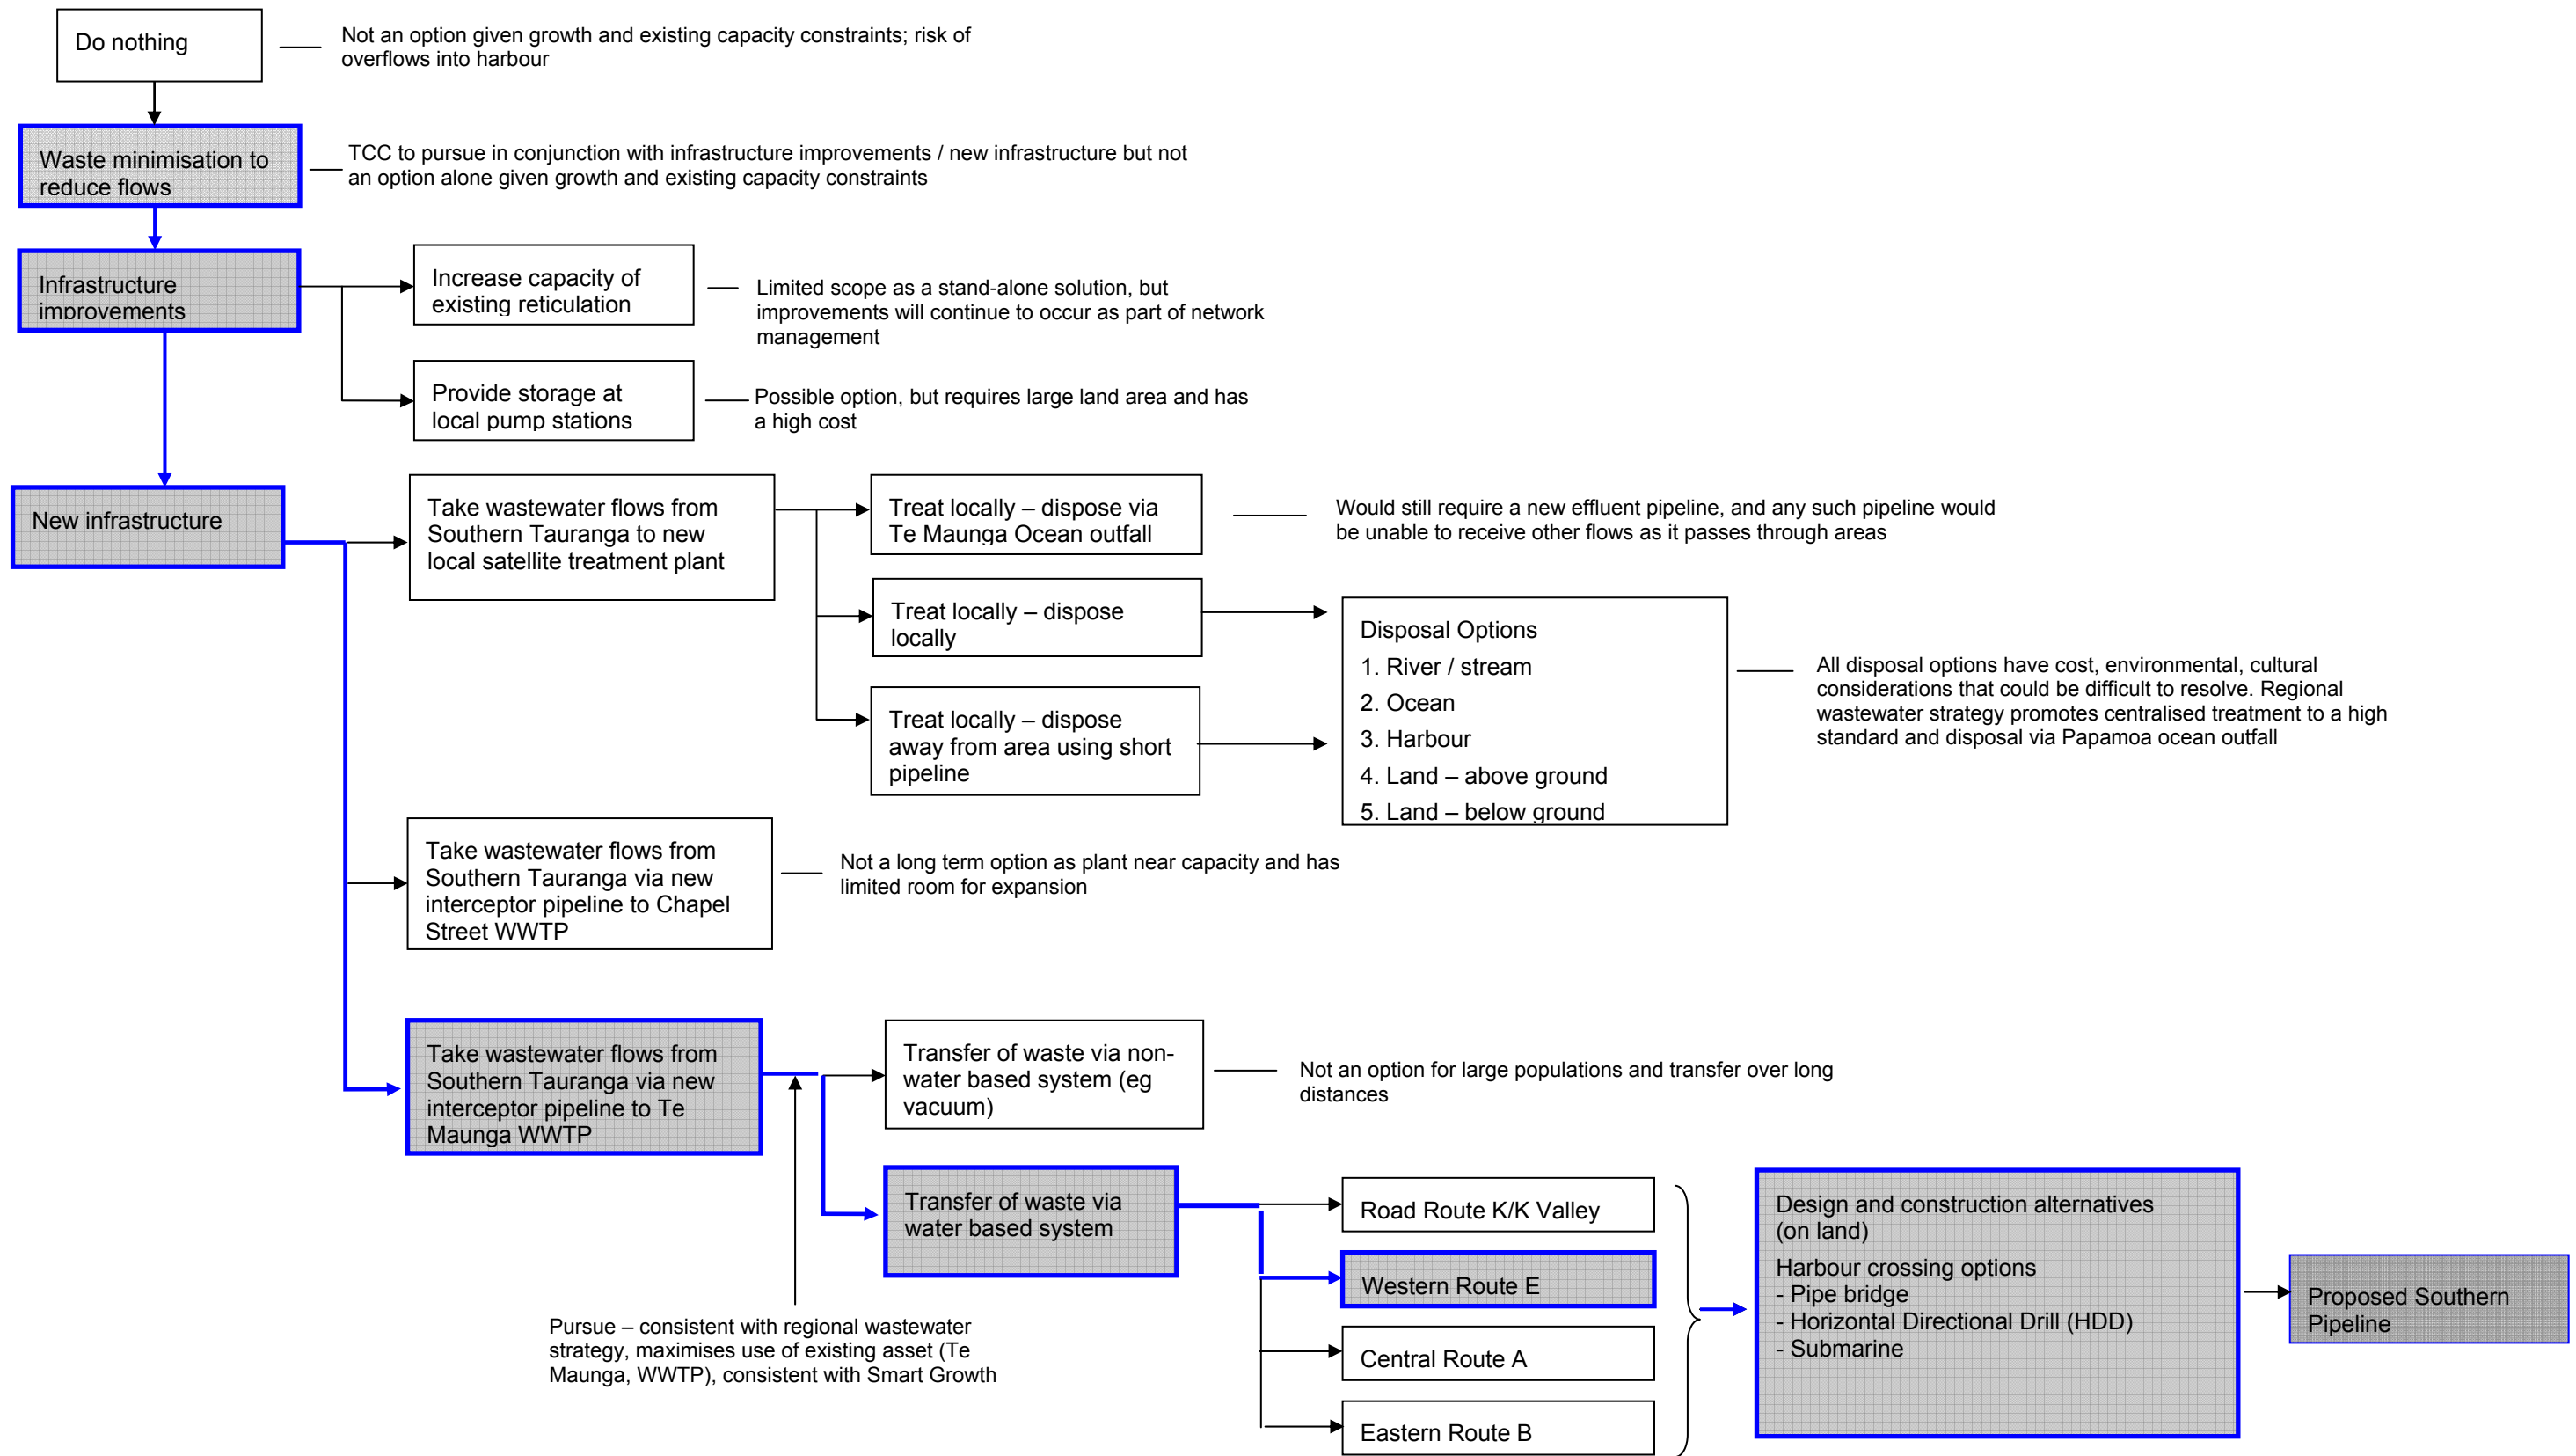 Do nothing
Not an option given growth and existing capacity constraints; risk of
overflows into harbour
Waste minimisation to
reduce flows
TCC to pursue in conjunction with infrastructure improvements / new infrastructure but not
an option alone given growth and existing capacity constraints
Infrastructure
improvements
Increase capacity of
existing reticulation
Limited scope as a stand-alone solution, but
improvements will continue to occur as part of network
management
Provide storage at
local pump stations
Possible option, but requires large land area and has
a high cost
New infrastructure
Take wastewater flows from
Southern Tauranga to new
local satellite treatment plant
Treat locally – dispose via
Te Maunga Ocean outfall
Would still require a new effluent pipeline, and any such pipeline would
be unable to receive other flows as it passes through areas
Treat locally – dispose
locally
Treat locally – dispose
away from area using short
pipeline
Disposal Options
1. River / stream
2. Ocean
3. Harbour
4. Land – above ground
5. Land – below ground
All disposal options have cost, environmental, cultural
considerations that could be difficult to resolve. Regional
wastewater strategy promotes centralised treatment to a high
standard and disposal via Papamoa ocean outfall
Take wastewater flows from
Southern Tauranga via new
interceptor pipeline to Chapel
Street WWTP
Not a long term option as plant near capacity and has
limited room for expansion
Take wastewater flows from
Southern Tauranga via new
interceptor pipeline to Te
Maunga WWTP
Transfer of waste via non-
water based system (eg
vacuum)
Not an option for large populations and transfer over long
distances
Pursue – consistent with regional wastewater
strategy, maximises use of existing asset (Te
Maunga, WWTP), consistent with Smart Growth
Transfer of waste via
water based system
Road Route K/K Valley
Western Route E
Central Route A
Eastern Route B
Design and construction alternatives
(on land)
Harbour crossing options
- Pipe bridge
- Horizontal Directional Drill (HDD)
- Submarine
Proposed Southern
Pipeline